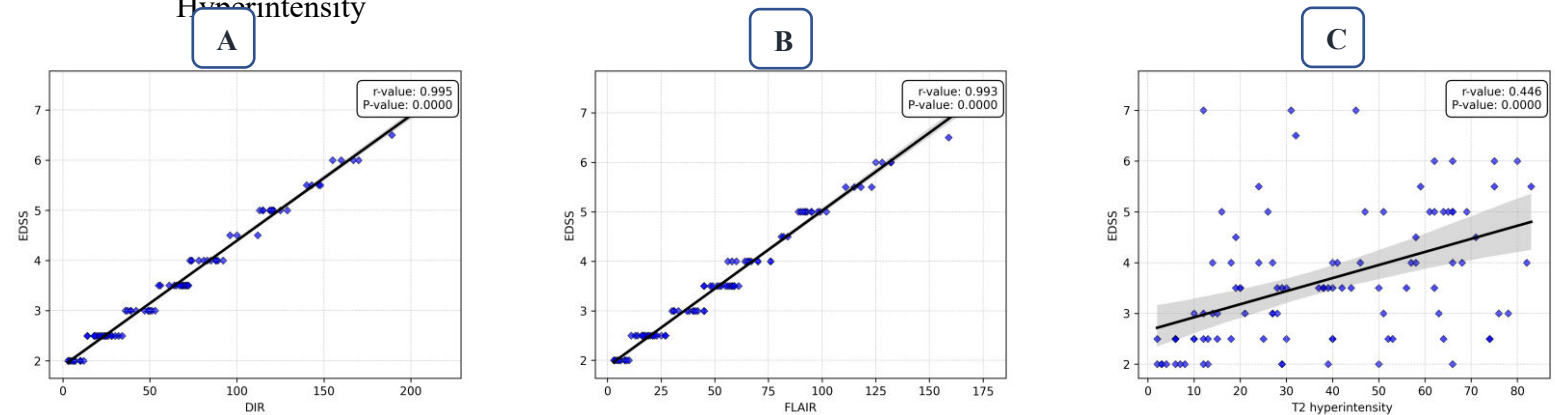 Hyperintensity
A
r-value: 0.995
P-value: 0.0000
7
6
5
4
3
2
EDSS
0
50
100
150
200
DIR
B
r-value: 0.993
P-value: 0.0000
7
6
5
4
3
2
EDSS
0
25
50
75
100
125
150
175
FLAIR
C
r-value: 0.446
P-value: 0.0000
7
6
5
4
3
2
EDSS
0
10
20
30
40
50
60
70
80
T2 hyperintensity